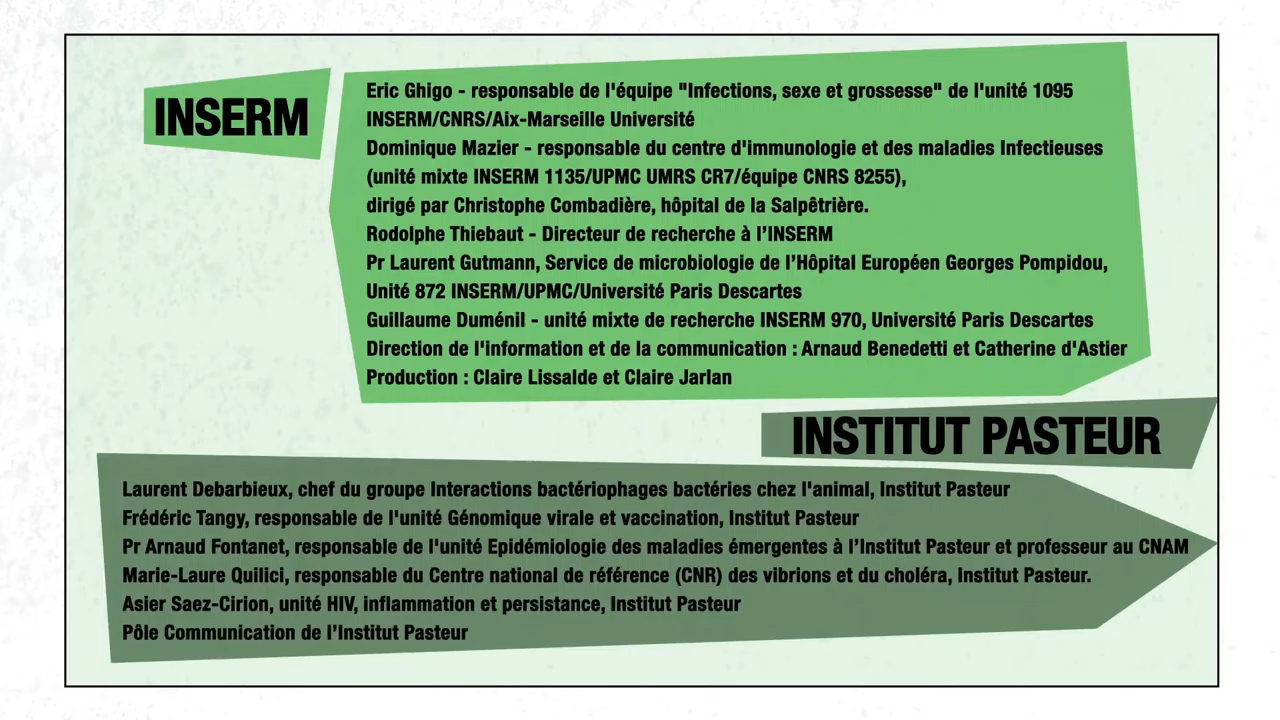 INSERM
Eric Ghigo - responsable de l'équipe "Infections, sexe et grossesse" de l'unité 1095
INSERM/CNRS/Aix-Marseille Université
Dominique Mazier - responsable du centre d'immunologie et des maladies Infectieuses
(unité mixte INSERM 1135/UPMC UMRS CR7/équipe CNRS 8255),
dirigé par Christophe Combadière, hôpital de la Salpêtrière.
Rodolphe Thiebaut - Directeur de recherche à l’INSERM
Pr Laurent Gutmann, Service de microbiologie de l’Hôpital Européen Georges Pompidou,
Unité 872 INSERM/UPMC/Université Paris Descartes
Guillaume Duménil - unité mixte de recherche INSERM 970, Université Paris Descartes
Direction de l'information et de la communication : Arnaud Benedetti et Catherine d'Astier
Production : Claire Lissalde et Claire Jarlan
INSTITUT PASTEUR
Laurent Debarbieux, chef du groupe Interactions bactériophages bactéries chez l'animal, Institut Pasteur
Frédéric Tangy, responsable de l'unité Génomique virale et vaccination, Institut Pasteur
Pr Arnaud Fontanet, responsable de l'unité Epidémiologie des maladies émergentes à l’Institut Pasteur et professeur au CNAM
Marie-Laure Quilici, responsable du Centre national de référence (CNR) des vibrions et du choléra, Institut Pasteur.
Asier Saez-Cirion, unité HIV, inflammation et persistance, Institut Pasteur
Pôle Communication de l’Institut Pasteur